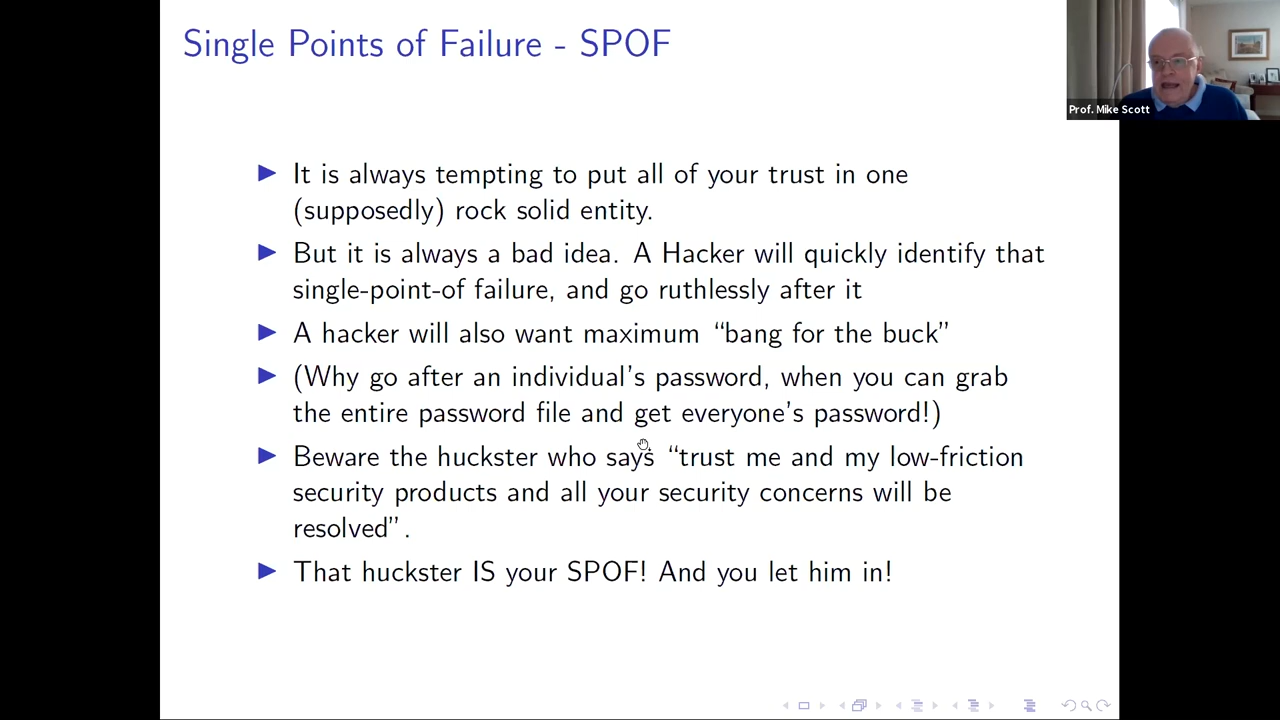 Single Points of Failure - SPOF
Prof. Mike Scott
▶ It is always tempting to put all of your trust in one
(supposedly) rock solid entity.
▶ But it is always a bad idea. A Hacker will quickly identify that
single-point-of failure, and go ruthlessly after it
▶ A hacker will also want maximum “bang for the buck”
▶ (Why go after an individual’s password, when you can grab
the entire password file and get everyone’s password!)
▶ Beware the huckster who says “trust me and my low-friction
security products and all your security concerns will be
resolved”.
▶ That huckster IS your SPOF! And you let him in!